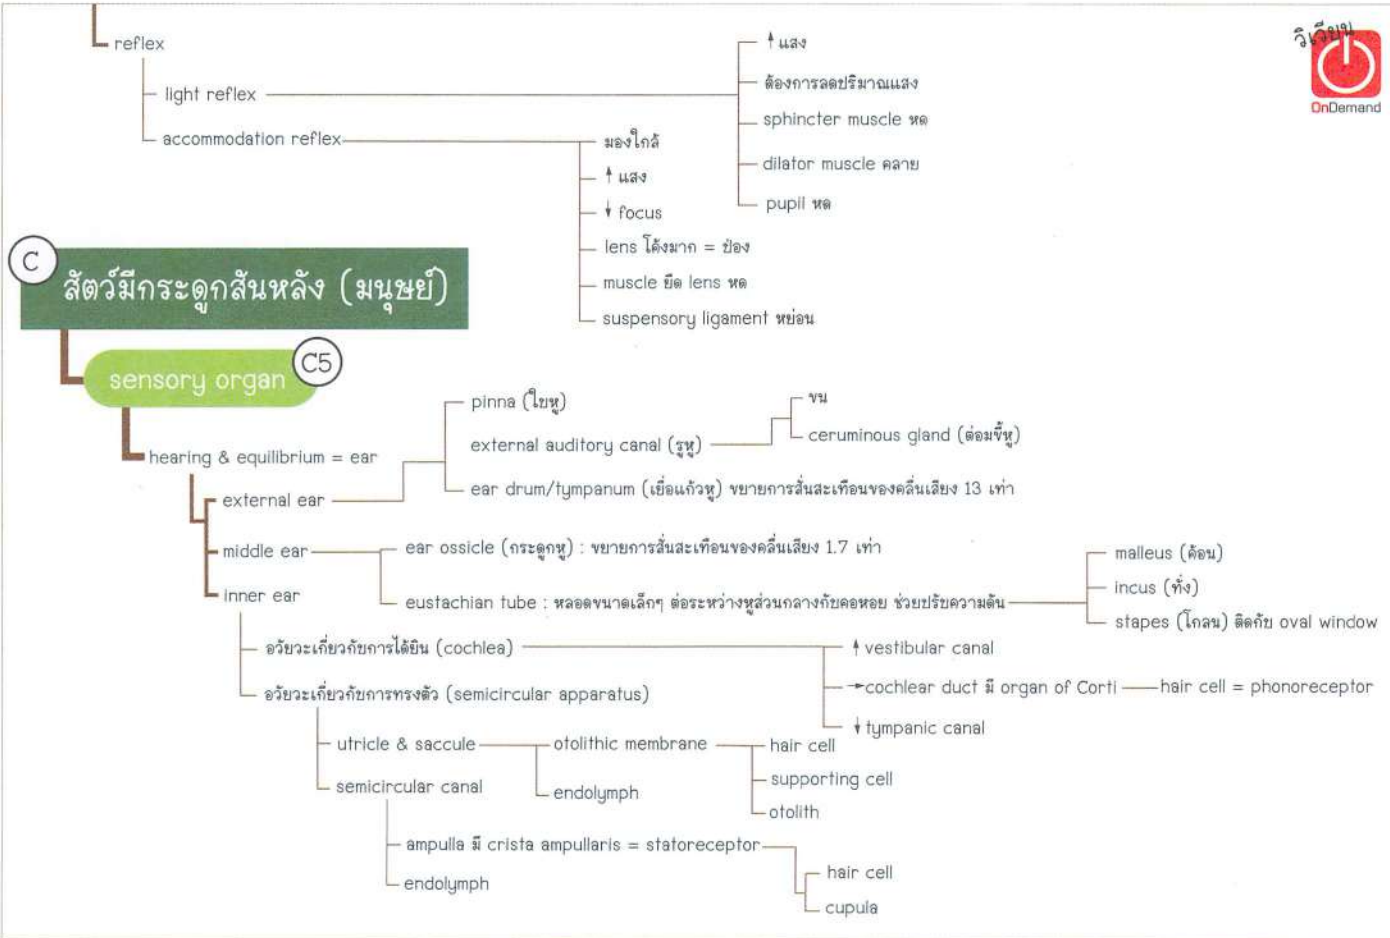 reflex
light reflex
↑ แสง
ต้องการลดปริมาณแสง
sphincter muscle หด
dilator muscle คลาย
pupil หด
accommodation reflex
มองใกล้
↑ แสง
↓ focus
lens โค้งมาก = ป่อง
muscle ยึด lens หด
suspensory ligament หย่อน
วิเวียน
OnDemand
C
สัตว์มีกระดูกสันหลัง (มนุษย์)
sensory organ
C5
hearing & equilibrium = ear
external ear
pinna (ใบหู)
external auditory canal (รูหู)
ขน
ceruminous gland (ต่อมขี้หู)
ear drum/tympanum (เยื่อแก้วหู) ขยายการสั่นสะเทือนของคลื่นเสียง 13 เท่า
middle ear
ear ossicle (กระดูกหู) : ขยายการสั่นสะเทือนของคลื่นเสียง 1.7 เท่า
eustachian tube : หลอดขนาดเล็กๆ ต่อระหว่างหูส่วนกลางกับคอหอย ช่วยปรับความดัน
malleus (ค้อน)
incus (ทั่ง)
stapes (โกลน) ติดกับ oval window
inner ear
อวัยวะเกี่ยวกับการได้ยิน (cochlea)
↑ vestibular canal
→cochlear duct มี organ of Corti
hair cell = phonoreceptor
↓ tympanic canal
อวัยวะเกี่ยวกับการทรงตัว (semicircular apparatus)
utricle & saccule
otolithic membrane
hair cell
supporting cell
otolith
endolymph
semicircular canal
ampulla มี crista ampullaris = statoreceptor
hair cell
cupula
endolymph